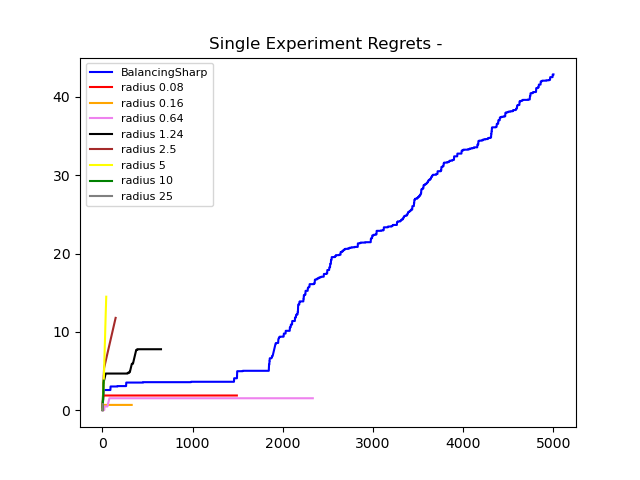 Single Experiment Regrets -
BalancingSharp
radius 0.08
radius 0.16
radius 0.64
radius 1.24
radius 2.5
radius 5
radius 10
radius 25
40
30
20
10
0
0 1000 2000 3000 4000 5000